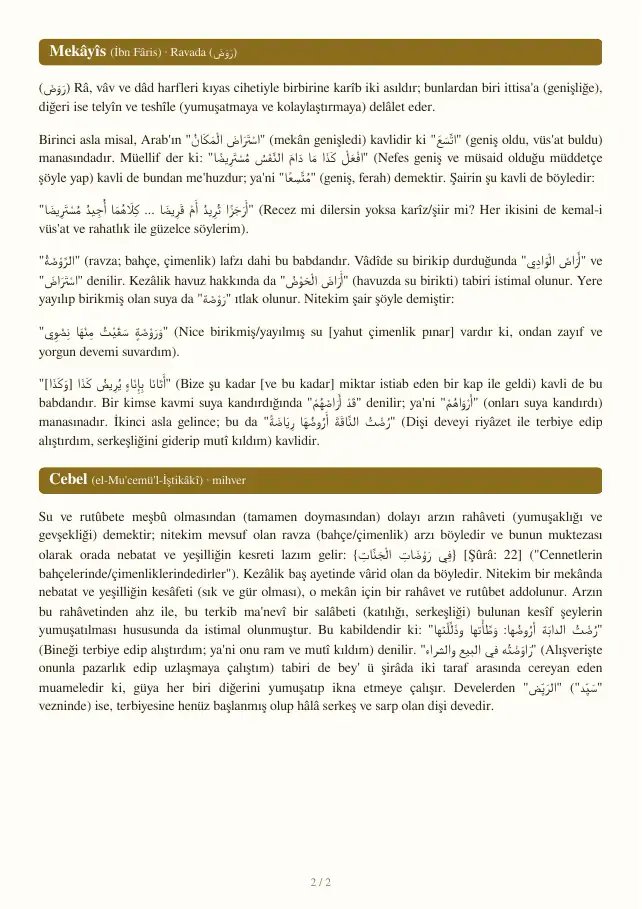 Mekâyîs (İbn Fâris) · Ravada (رَوَضَ)
(رَوَضَ) Râ, vâv ve dâd harfleri kıyas cihetiyle birbirine karîb iki asıldır; bunlardan biri ittisa'a (genişliğe),
diğeri ise telyîn ve teshîle (yumuşatmaya ve kolaylaştırmaya) delâlet eder.
Birinci asla misal, Arab'ın "اسْتَرَاضَ الْمَكَانُ" (mekân genişledi) kavlidir ki "اتَّسَعَ" (geniş oldu, vüs'at buldu)
manasındadır. Müellif der ki: "افْعَلْ كَذَا مَا دَامَ النَّفْسُ مُسْتَرِيضًا" (Nefes geniş ve müsaid olduğu müddetçe
şöyle yap) kavli de bundan me'huzdur; ya'ni "مُتَّسِعًا" (geniş, ferah) demektir. Şairin şu kavli de böyledir:
"أَرَجَزًا تُرِيدُ أَمْ قَرِيضَا ... كِلَاهُمَا أُجِيدُ مُسْتَرِيضَا" (Recez mi dilersin yoksa karîz/şiir mi? Her ikisini de kemal-i
vüs'at ve rahatlık ile güzelce söylerim).
"الرَّوْضَةُ" (ravza; bahçe, çimenlik) lafzı dahi bu babdandır. Vâdîde su birikip durduğunda "أَرَاضَ الْوَادِي" ve
"اسْتَرَاضَ" denilir. Kezâlik havuz hakkında da "أَرَاضَ الْحَوْضُ" (havuzda su birikti) tabiri istimal olunur. Yere
yayılıp birikmiş olan suya da "رَوْضَة" ıtlak olunur. Nitekim şair şöyle demiştir:
"وَرَوْضَةٍ سَقَيْتُ مِنْهَا نِضْوِي" (Nice birikmiş/yayılmış su [yahut çimenlik pınar] vardır ki, ondan zayıf ve
yorgun devemi suvardım).
"أَتَانَا بِإِنَاءٍ يُرِيضُ كَذَا [وَكَذَا]" (Bize şu kadar [ve bu kadar] miktar istiab eden bir kap ile geldi) kavli de bu
babdandır. Bir kimse kavmi suya kandırdığında "قَدْ أَرَاضَهُمْ" denilir; ya'ni "أَرْوَاهُمْ" (onları suya kandırdı)
manasınadır. İkinci asla gelince; bu da "رُضْتُ النَّاقَةَ أَرُوضُهَا رِيَاضَةً" (Dişi deveyi riyâzet ile terbiye edip
alıştırdım, serkeşliğini giderip mutî kıldım) kavlidir.
Cebel (el-Mu'cemü'l-İştikâkî) · mihver
Su ve rutûbete meşbû olmasından (tamamen doymasından) dolayı arzın rahâveti (yumuşaklığı ve
gevşekliği) demektir; nitekim mevsuf olan ravza (bahçe/çimenlik) arzı böyledir ve bunun muktezası
olarak orada nebatat ve yeşilliğin kesreti lazım gelir: {فِي رَوْضَاتِ الْجَنَّاتِ} [Şûrâ: 22] ("Cennetlerin
bahçelerinde/çimenliklerindedirler"). Kezâlik baş ayetinde vârid olan da böyledir. Nitekim bir mekânda
nebatat ve yeşilliğin kesâfeti (sık ve gür olması), o mekân için bir rahâvet ve rutûbet addolunur. Arzın
bu rahâvetinden ahz ile, bu terkib ma'nevî bir salâbeti (katılığı, serkeşliği) bulunan kesîf şeylerin
yumuşatılması hususunda da istimal olunmuştur. Bu kabildendir ki: "رُضْتُ الدابّة أرُوضُها: وَطَّأْتها وذَلَّلْتها"
(Bineği terbiye edip alıştırdım; ya'ni onu ram ve mutî kıldım) denilir. "رَاوَضْتُه في البيع والشراء" (Alışverişte
onunla pazarlık edip uzlaşmaya çalıştım) tabiri de bey' ü şirâda iki taraf arasında cereyan eden
muameledir ki, gûya her biri diğerini yumuşatıp ikna etmeye çalışır. Develerden "الرَيّض" ("سَيّد"
vezninde) ise, terbiyesine henüz başlanmış olup hâlâ serkeş ve sarp olan dişi devedir.
2 / 2